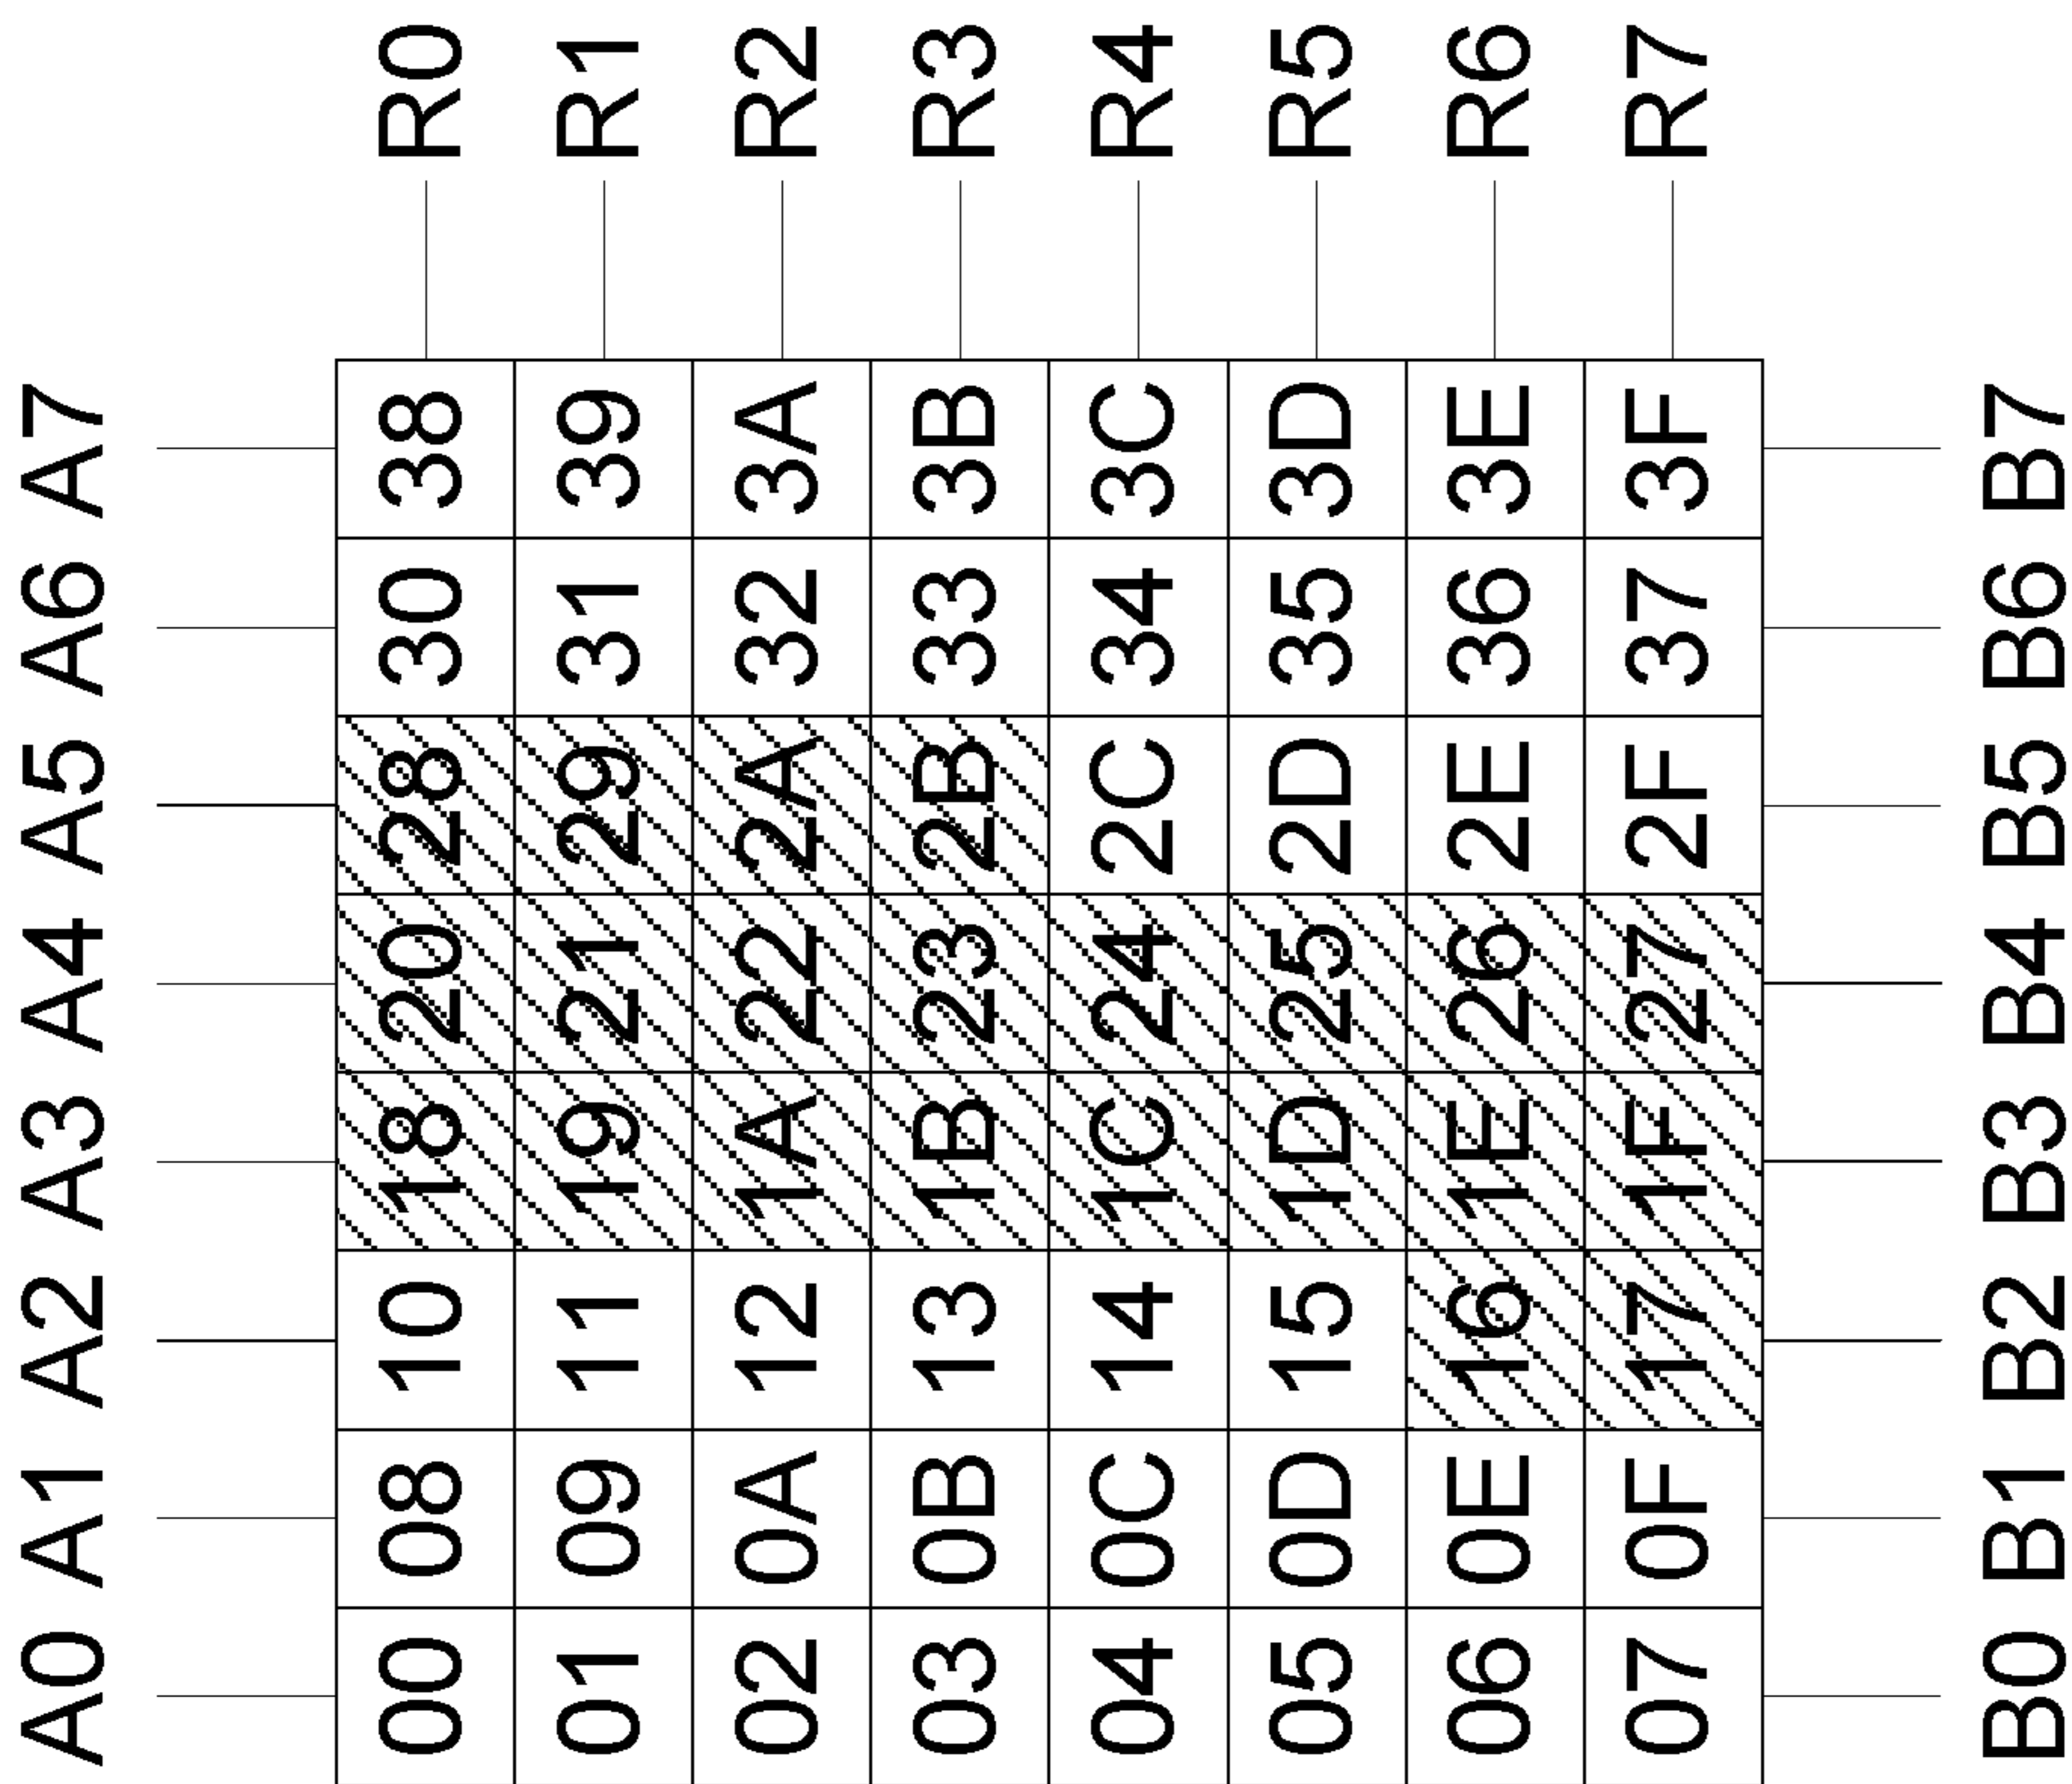 A0 A1 A2 A3 A4 A5 A6 A7
00 08 10 18 20 28 30 38 R0
01 09 11 19 21 29 31 39 R1
02 0A 12 1A 22 2A 32 3A R2
03 0B 13 1B 23 2B 33 3B R3
04 0C 14 1C 24 2C 34 3C R4
05 0D 15 1D 25 2D 35 3D R5
06 0E 16 1E 26 2E 36 3E R6
07 0F 17 1F 27 2F 37 3F R7
B0 B1 B2 B3 B4 B5 B6 B7